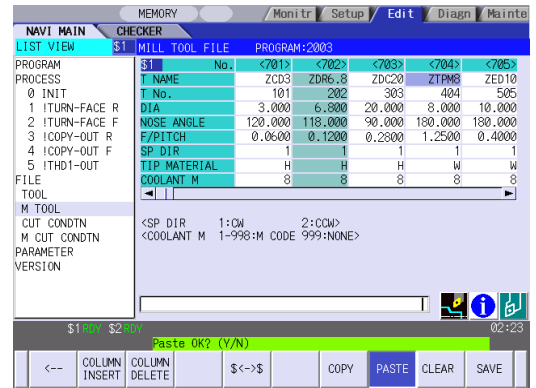 MEMORY Monitr Setup Edit Diagn Mainte
NAVI MAIN CHECKER
LIST VIEW $1 MILL TOOL FILE PROGRAM:2003
PROGRAM $1 No. <701> <702> <703> <704> <705>
PROCESS T NAME ZCD3 ZDR6.8 ZDC20 ZTPM8 ZED10
0 INIT T No. 101 202 303 404 505
1 !TURN-FACE R DIA 3.000 6.800 20.000 8.000 10.000
2 !TURN-FACE F NOSE ANGLE 120.000 118.000 90.000 180.000 180.000
3 !COPY-OUT R F/PITCH 0.0600 0.1200 0.2800 1.2500 0.4000
4 !COPY-OUT F SP DIR 1 1 1 1 1
5 !THD1-OUT TIP MATERIAL H H H W W
FILE COOLANT M 8 8 8 8 8
TOOL
M TOOL
CUT CONDTN <SP DIR 1:CW 2:CCW>
M CUT CONDTN <COOLANT M 1-998:M CODE 999:NONE>
PARAMETER
VERSION
$1 RDY $2 RDY 02:23
Paste OK? (Y/N)
<-- COLUMN INSERT COLUMN DELETE $<->$ COPY PASTE CLEAR SAVE